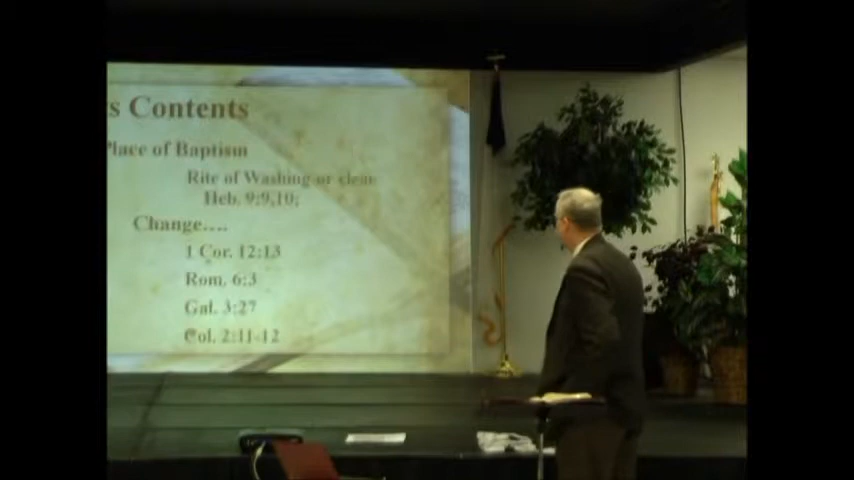 s Contents
Place of Baptism
Rite of Washing or clean
Heb. 9:9,10;
Change....
1 Cor. 12:13
Rom. 6:3
Gal. 3:27
Col. 2:11-12